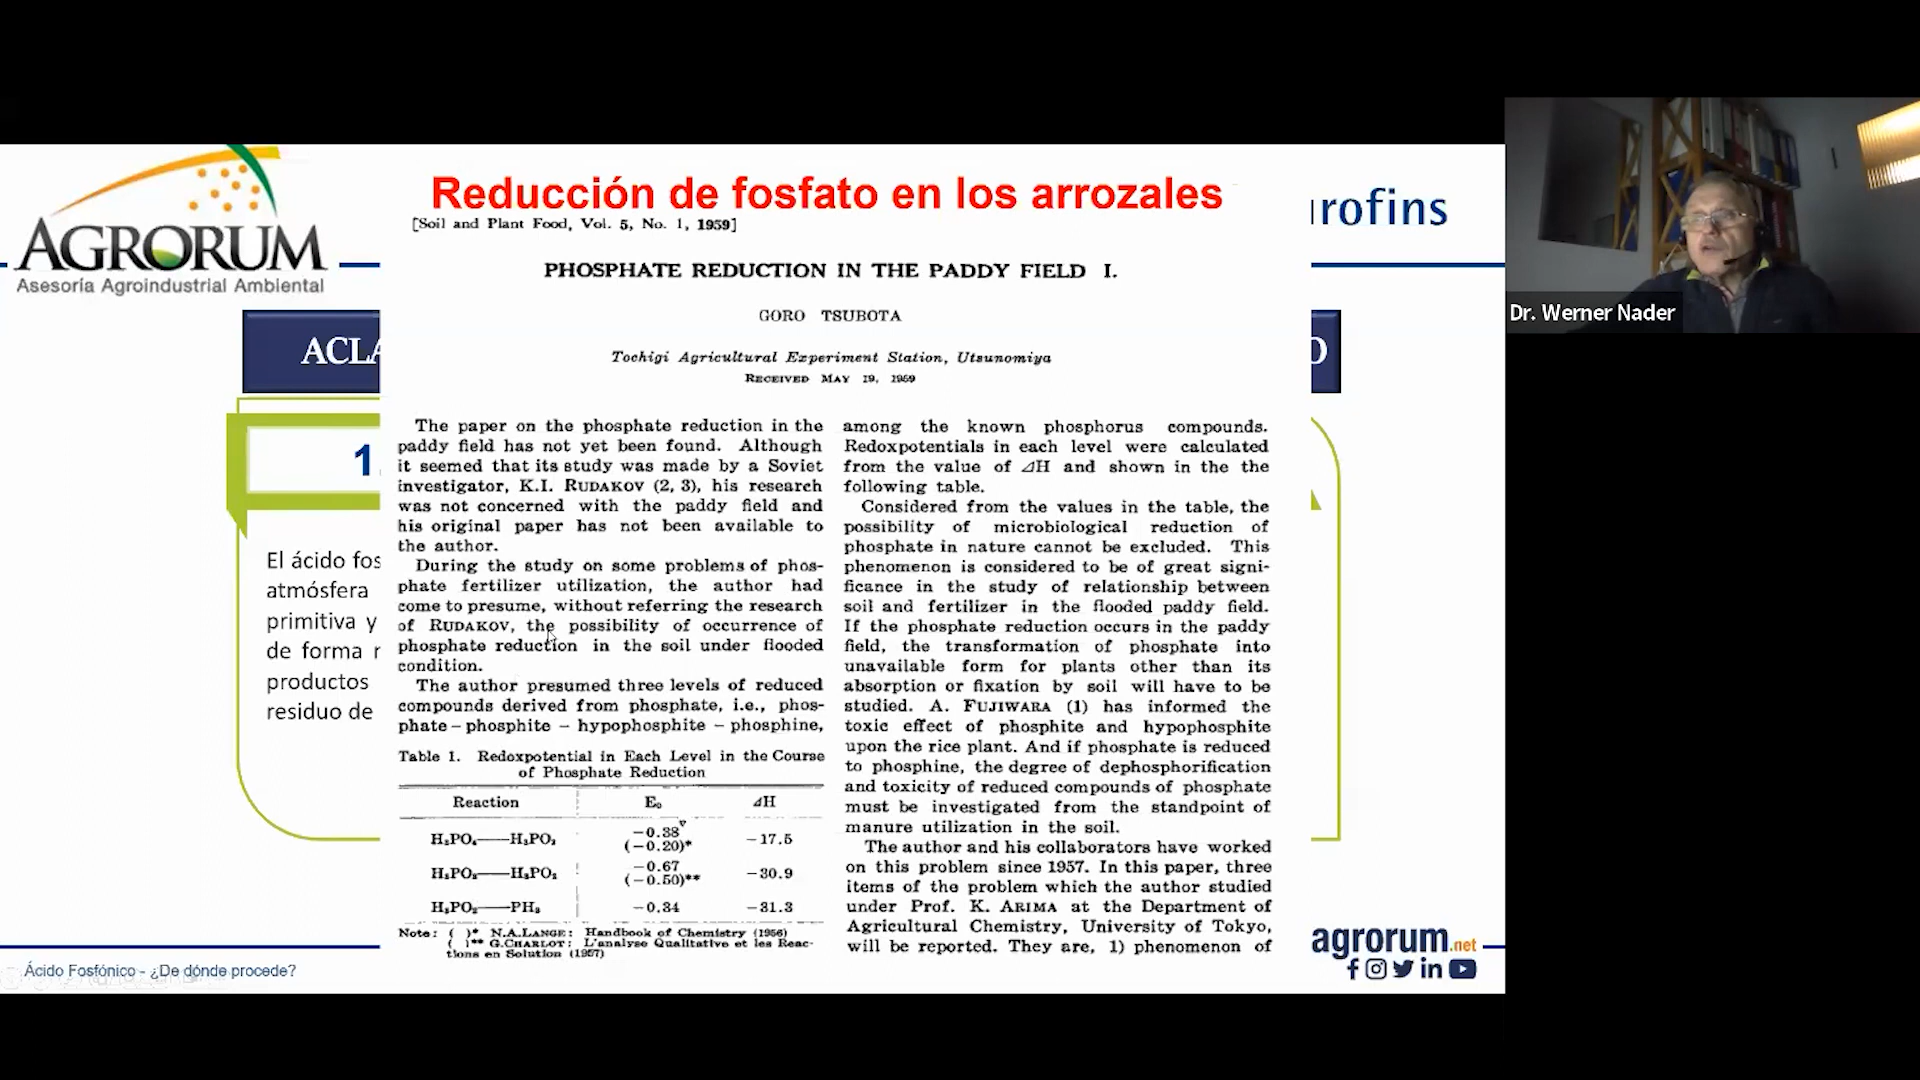 AGRORUM
Asesoría Agroindustrial Ambiental
Reducción de fosfato en los arrozales
rofins
[Soil and Plant Food, Vol. 5, No. 1, 1959]
PHOSPHATE REDUCTION IN THE PADDY FIELD I.
GORO TSUBOTA
Tochigi Agricultural Experiment Station, Utsunomiya
RECEIVED MAY 19, 1959
ACLA
O
1.
El ácido fos
atmósfera
primitiva y
de forma r
productos
residuo de
The paper on the phosphate reduction in the
paddy field has not yet been found. Although
it seemed that its study was made by a Soviet
investigator, K.I. RUDAKOV (2, 3), his research
was not concerned with the paddy field and
his original paper has not been available to
the author.
During the study on some problems of phos-
phate fertilizer utilization, the author had
come to presume, without referring the research
of RUDAKOV, the possibility of occurrence of
phosphate reduction in the soil under flooded
condition.
The author presumed three levels of reduced
compounds derived from phosphate, i.e., phos-
phate – phosphite – hypophosphite – phosphine,
Table 1. Redoxpotential in Each Level in the Course
of Phosphate Reduction
Reaction E₀ ΔH
H₃PO₄—H₃PO₃ −0.38 −17.5
(−0.20)*
H₃PO₃—H₃PO₂ −0.67 −30.9
(−0.50)**
H₃PO₂—PH₃ −0.34 −31.3
Note: ( )* N.A.LANGE: Handbook of Chemistry (1956)
( )** G.CHARLOT: L'analyse Qualitative et les Reac-
tions en Solution (1957)
among the known phosphorus compounds.
Redoxpotentials in each level were calculated
from the value of ΔH and shown in the the
following table.
Considered from the values in the table, the
possibility of microbiological reduction of
phosphate in nature cannot be excluded. This
phenomenon is considered to be of great signi-
ficance in the study of relationship between
soil and fertilizer in the flooded paddy field.
If the phosphate reduction occurs in the paddy
field, the transformation of phosphate into
unavailable form for plants other than its
absorption or fixation by soil will have to be
studied. A. FUJIWARA (1) has informed the
toxic effect of phosphite and hypophosphite
upon the rice plant. And if phosphate is reduced
to phosphine, the degree of dephosphorification
and toxicity of reduced compounds of phosphate
must be investigated from the standpoint of
manure utilization in the soil.
The author and his collaborators have worked
on this problem since 1957. In this paper, three
items of the problem which the author studied
under Prof. K. ARIMA at the Department of
Agricultural Chemistry, University of Tokyo,
will be reported. They are, 1) phenomenon of
agrorum.net
Ácido Fosfónico - ¿De dónde procede?
Dr. Werner Nader